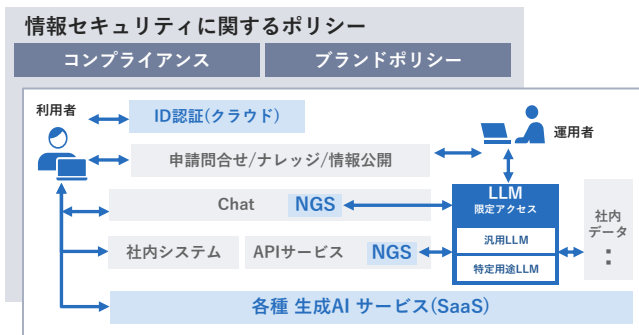 情報セキュリティに関するポリシー
コンプライアンス
ブランドポリシー
利用者
ID認証(クラウド)
運用者
申請問合せ/ナレッジ/情報公開
Chat
NGS
LLM
限定アクセス
社内システム
APIサービス
NGS
汎用LLM
特定用途LLM
社内
データ
:
各種 生成AI サービス(SaaS)